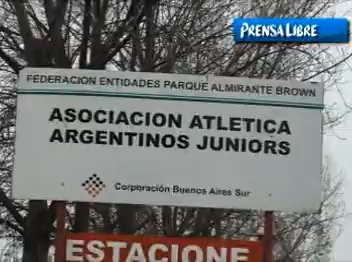 PRENSA LIBRE
FEDERACION ENTIDADES PARQUE ALMIRANTE BROWN
ASOCIACION ATLETICA
ARGENTINOS JUNIORS
Corporación Buenos Aires Sur
ESTACIONE